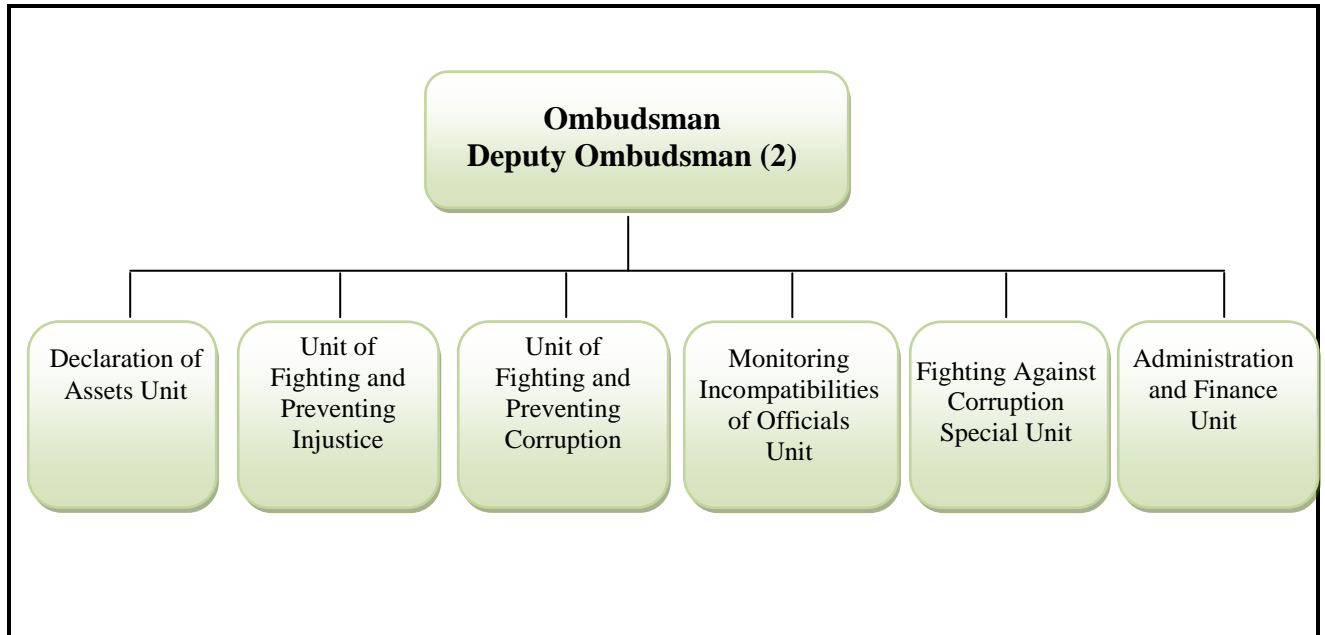 Ombudsman
Deputy Ombudsman (2)
Declaration of
Assets Unit
Unit of
Fighting and
Preventing
Injustice
Unit of
Fighting and
Preventing
Corruption
Monitoring
Incompatibilities
of Officials
Unit
Fighting Against
Corruption
Special Unit
Administration
and Finance
Unit